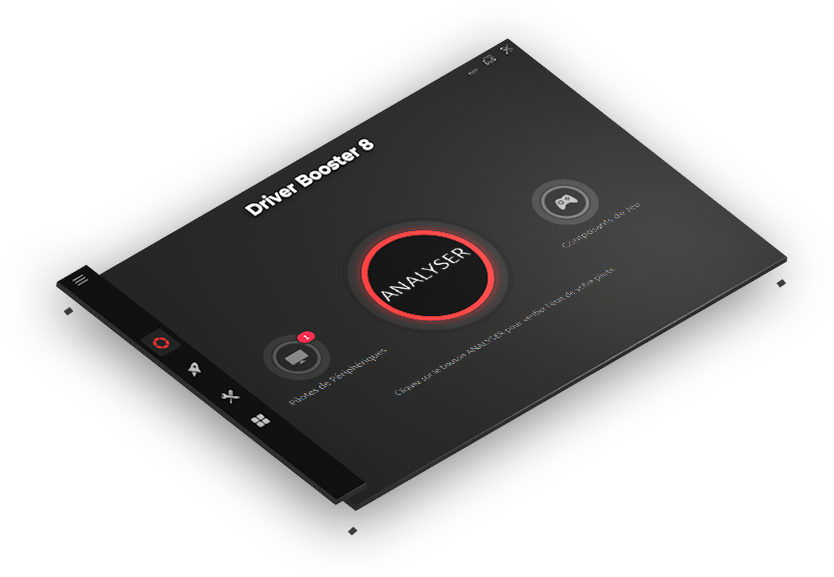 Driver Booster 8
ANALYSER
Composants de Jeu
1
Pilotes de Périphériques
Cliquez sur le bouton ANALYSER pour vérifier l'état de votre pilote